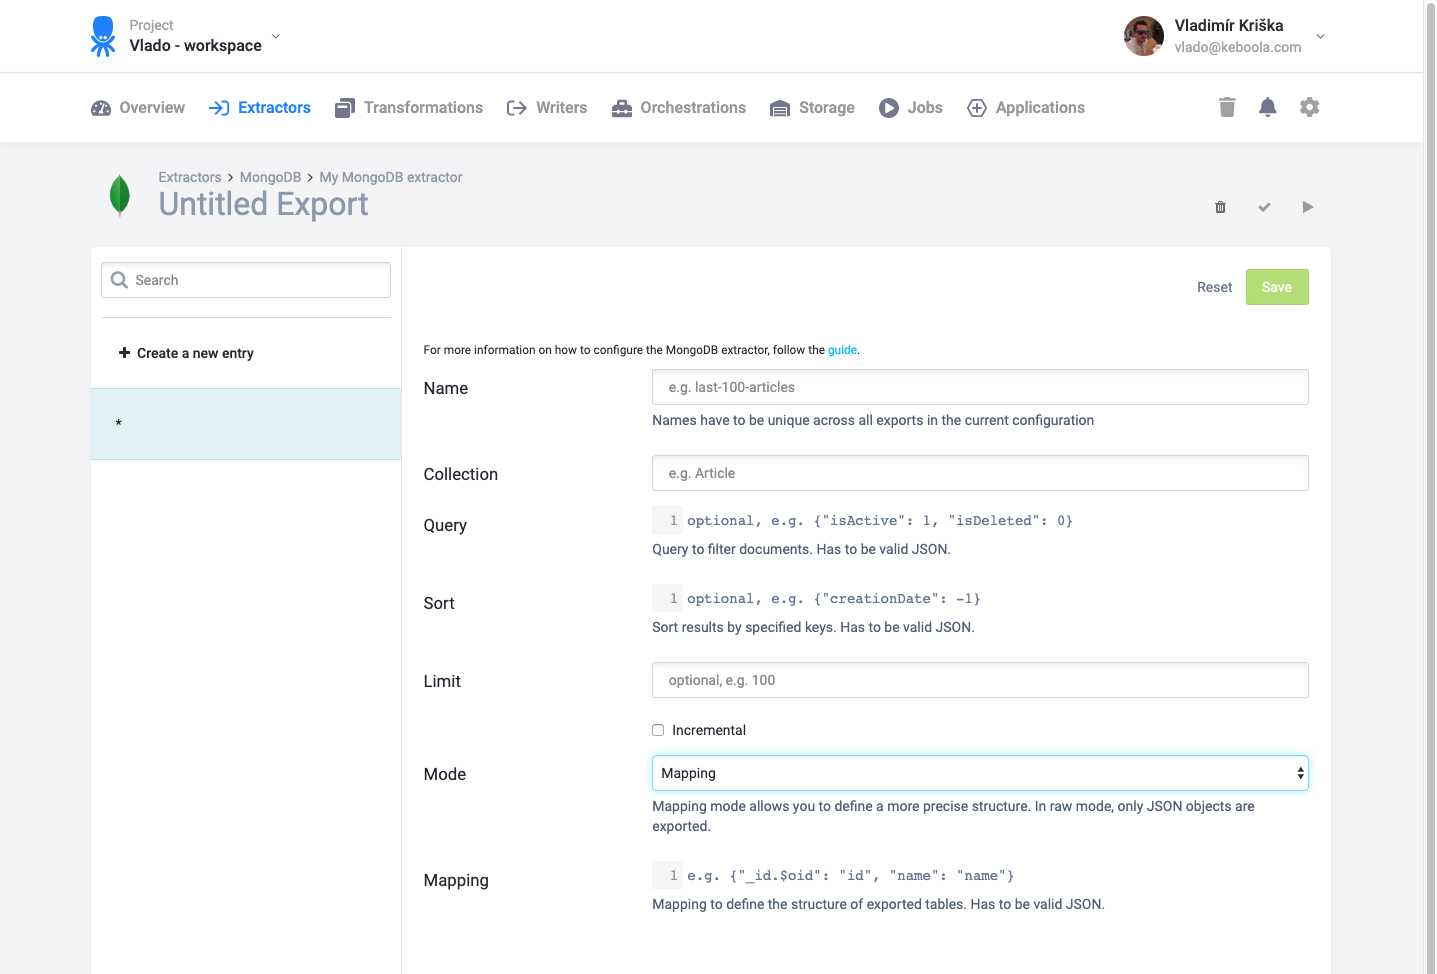 Project
Vlado - workspace
Vladimír Kriška
vlado@keboola.com
Overview
Extractors
Transformations
Writers
Orchestrations
Storage
Jobs
Applications
Extractors > MongoDB > My MongoDB extractor
Untitled Export
Search
Reset
Save
+ Create a new entry
*
For more information on how to configure the MongoDB extractor, follow the guide.
Name
e.g. last-100-articles
Names have to be unique across all exports in the current configuration
Collection
e.g. Article
Query
1 optional, e.g. {"isActive": 1, "isDeleted": 0}
Query to filter documents. Has to be valid JSON.
Sort
1 optional, e.g. {"creationDate": -1}
Sort results by specified keys. Has to be valid JSON.
Limit
optional, e.g. 100
Incremental
Mode
Mapping
Mapping mode allows you to define a more precise structure. In raw mode, only JSON objects are
exported.
Mapping
1 e.g. {"_id.$oid": "id", "name": "name"}
Mapping to define the structure of exported tables. Has to be valid JSON.